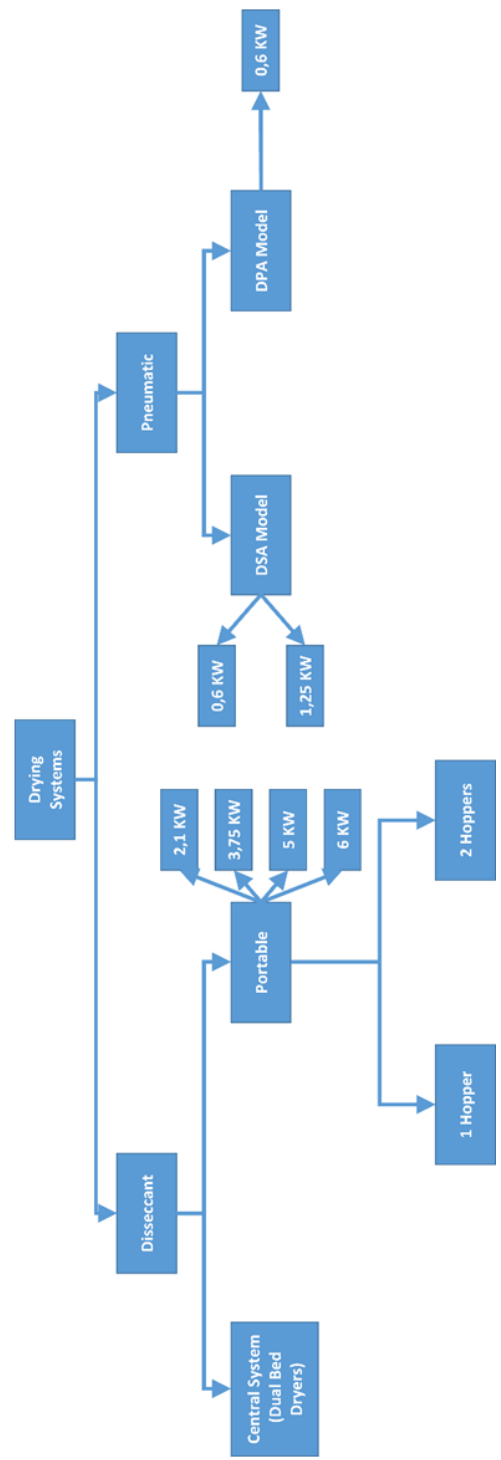 Drying
Systems
Disseccant
Pneumatic
Central System
(Dual Bed
Dryers)
Portable
2,1 KW
3,75 KW
5 KW
6 KW
DSA Model
0,6 KW
1,25 KW
DPA Model
0,6 KW
1 Hopper
2 Hoppers